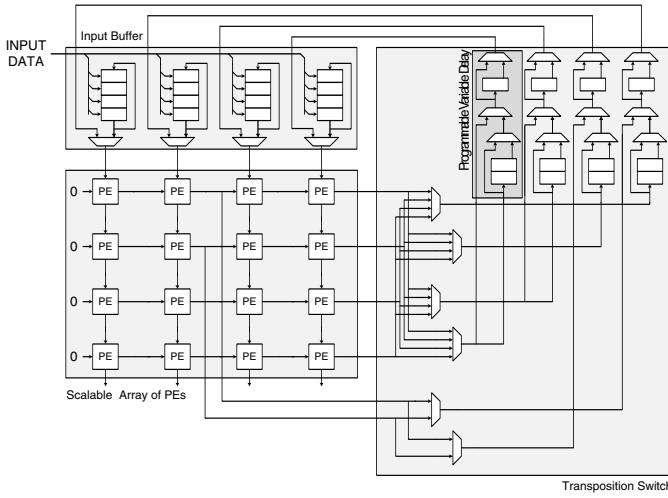 Input Buffer
INPUT
DATA
Programmable Variable Delay
0 PE PE PE PE
0 PE PE PE PE
0 PE PE PE PE
0 PE PE PE PE
Scalable Array of PEs
Transposition Switch